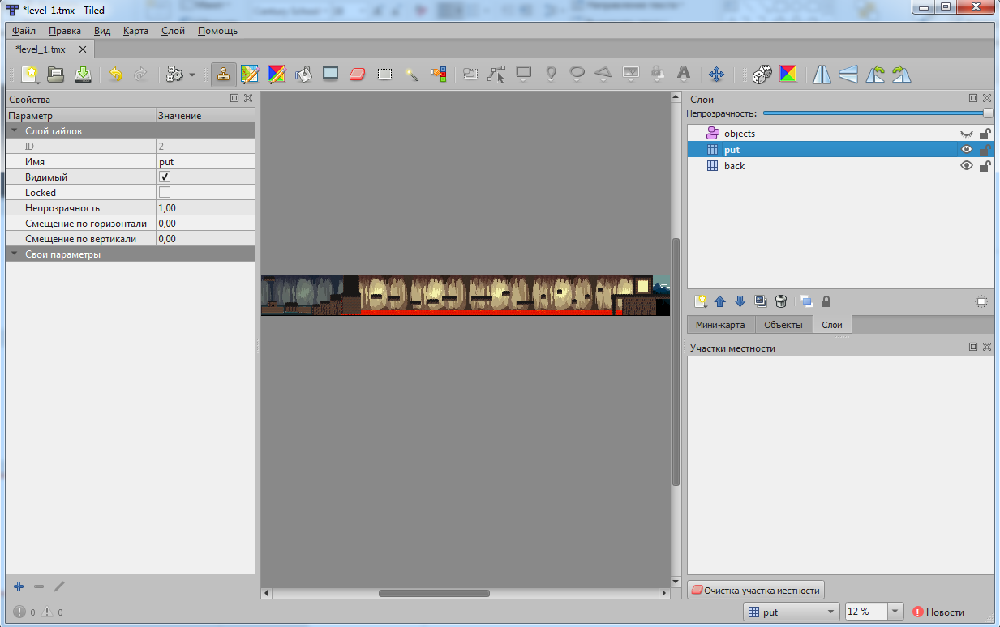 *level_1.tmx - Tiled
Файл Правка Вид Карта Слой Помощь
*level_1.tmx
Свойства
Параметр Значение
Слой тайлов
ID 2
Имя put
Видимый
Locked
Непрозрачность 1,00
Смещение по горизонтали 0,00
Смещение по вертикали 0,00
Свои параметры
Слои
Непрозрачность:
objects
put
back
Мини-карта Объекты Слои
Участки местности
Очистка участка местности
0 0
put 12 % Новости